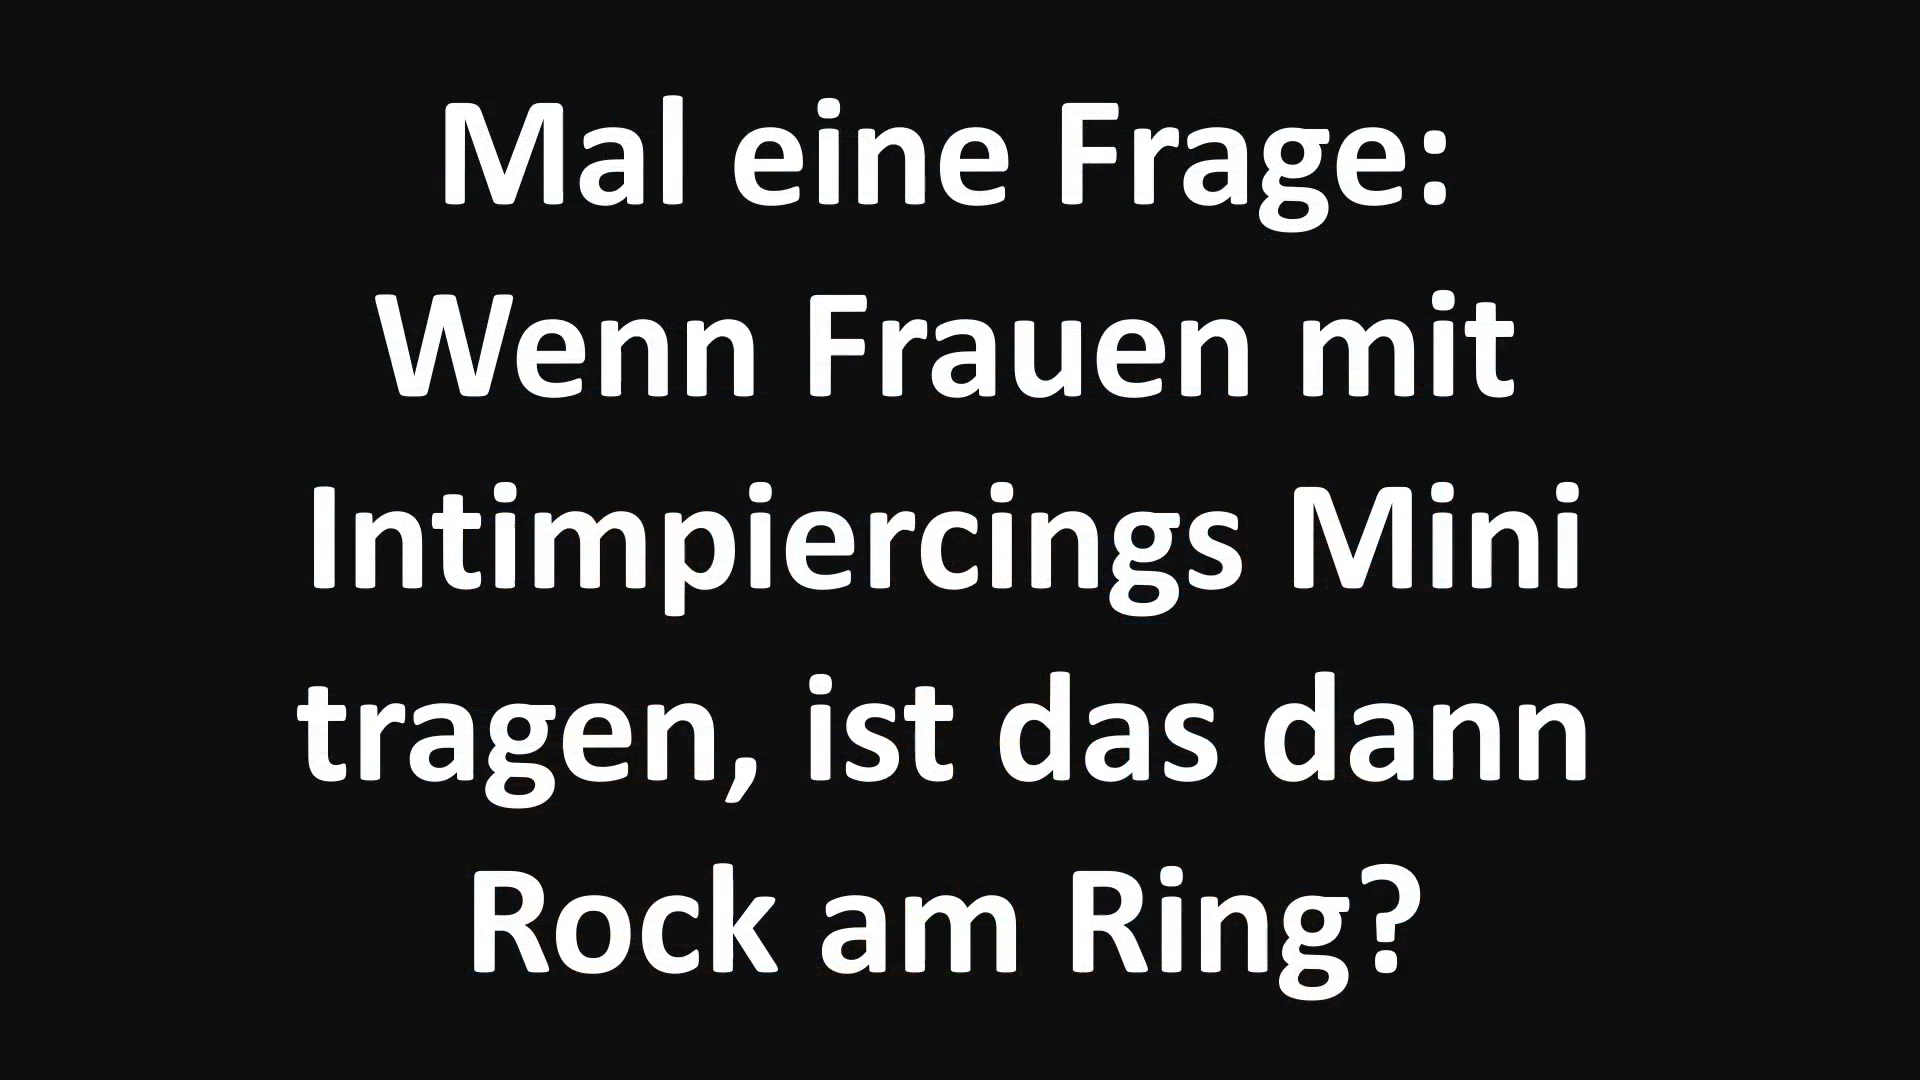 Mal eine Frage:
Wenn Frauen mit
Intimpiercings Mini
tragen, ist das dann
Rock am Ring?